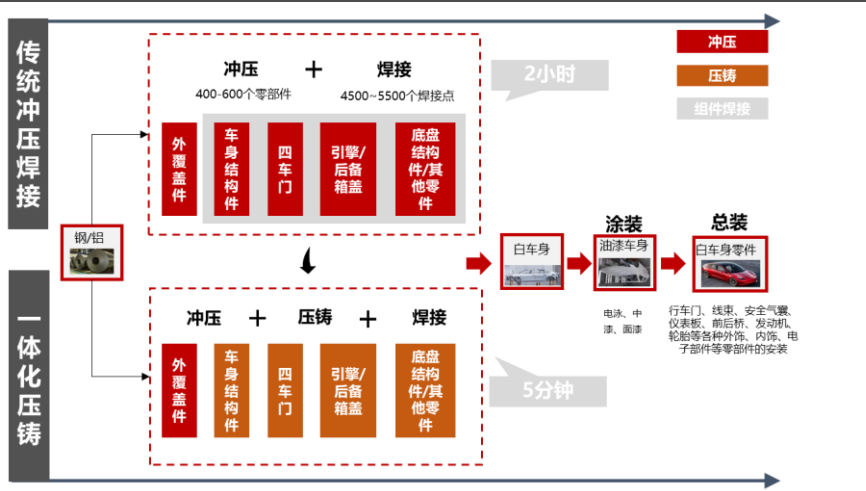 传统冲压焊接
冲压 + 焊接
400-600个零部件
4500~5500个焊接点
2小时
冲压
压铸
组件焊接
外覆盖件
车身结构件
四车门
引擎/
后备
箱盖
底盘
结构
件/其
他零
件
钢/铝
白车身
涂装
油漆车身
电泳、中
漆、面漆
总装
白车身零件
行车门、线束、安全气囊、
仪表板、前后桥、发动机、
轮胎等各种外饰、内饰、电
子部件等零部件的安装
一体化压铸
冲压 + 压铸 + 焊接
外覆盖件
车身结构件
四车门
引擎/
后备
箱盖
底盘
结构
件/其
他零
件
5分钟